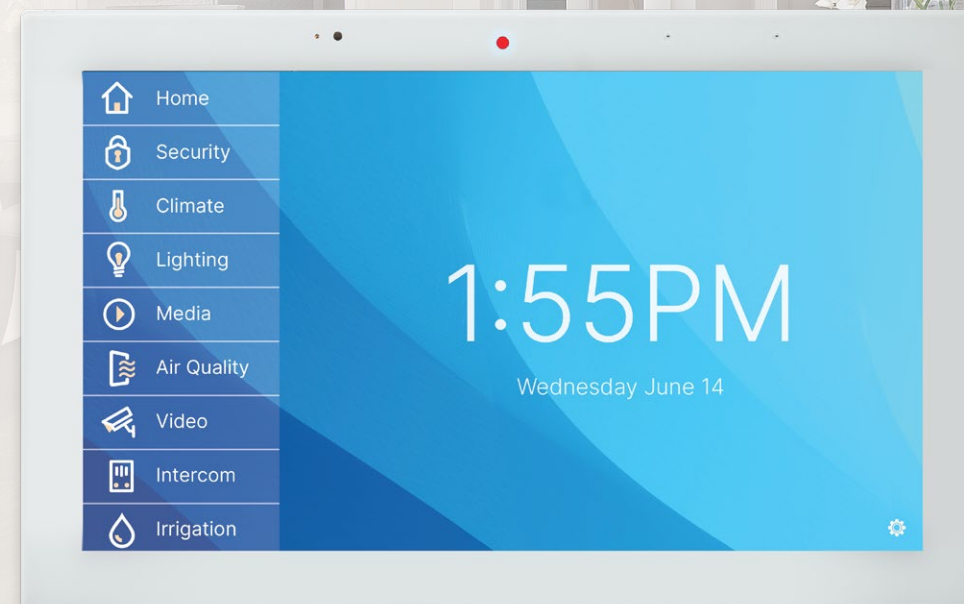 Home
Security
Climate
Lighting
Media
Air Quality
Video
Intercom
Irrigation
1:55PM
Wednesday June 14